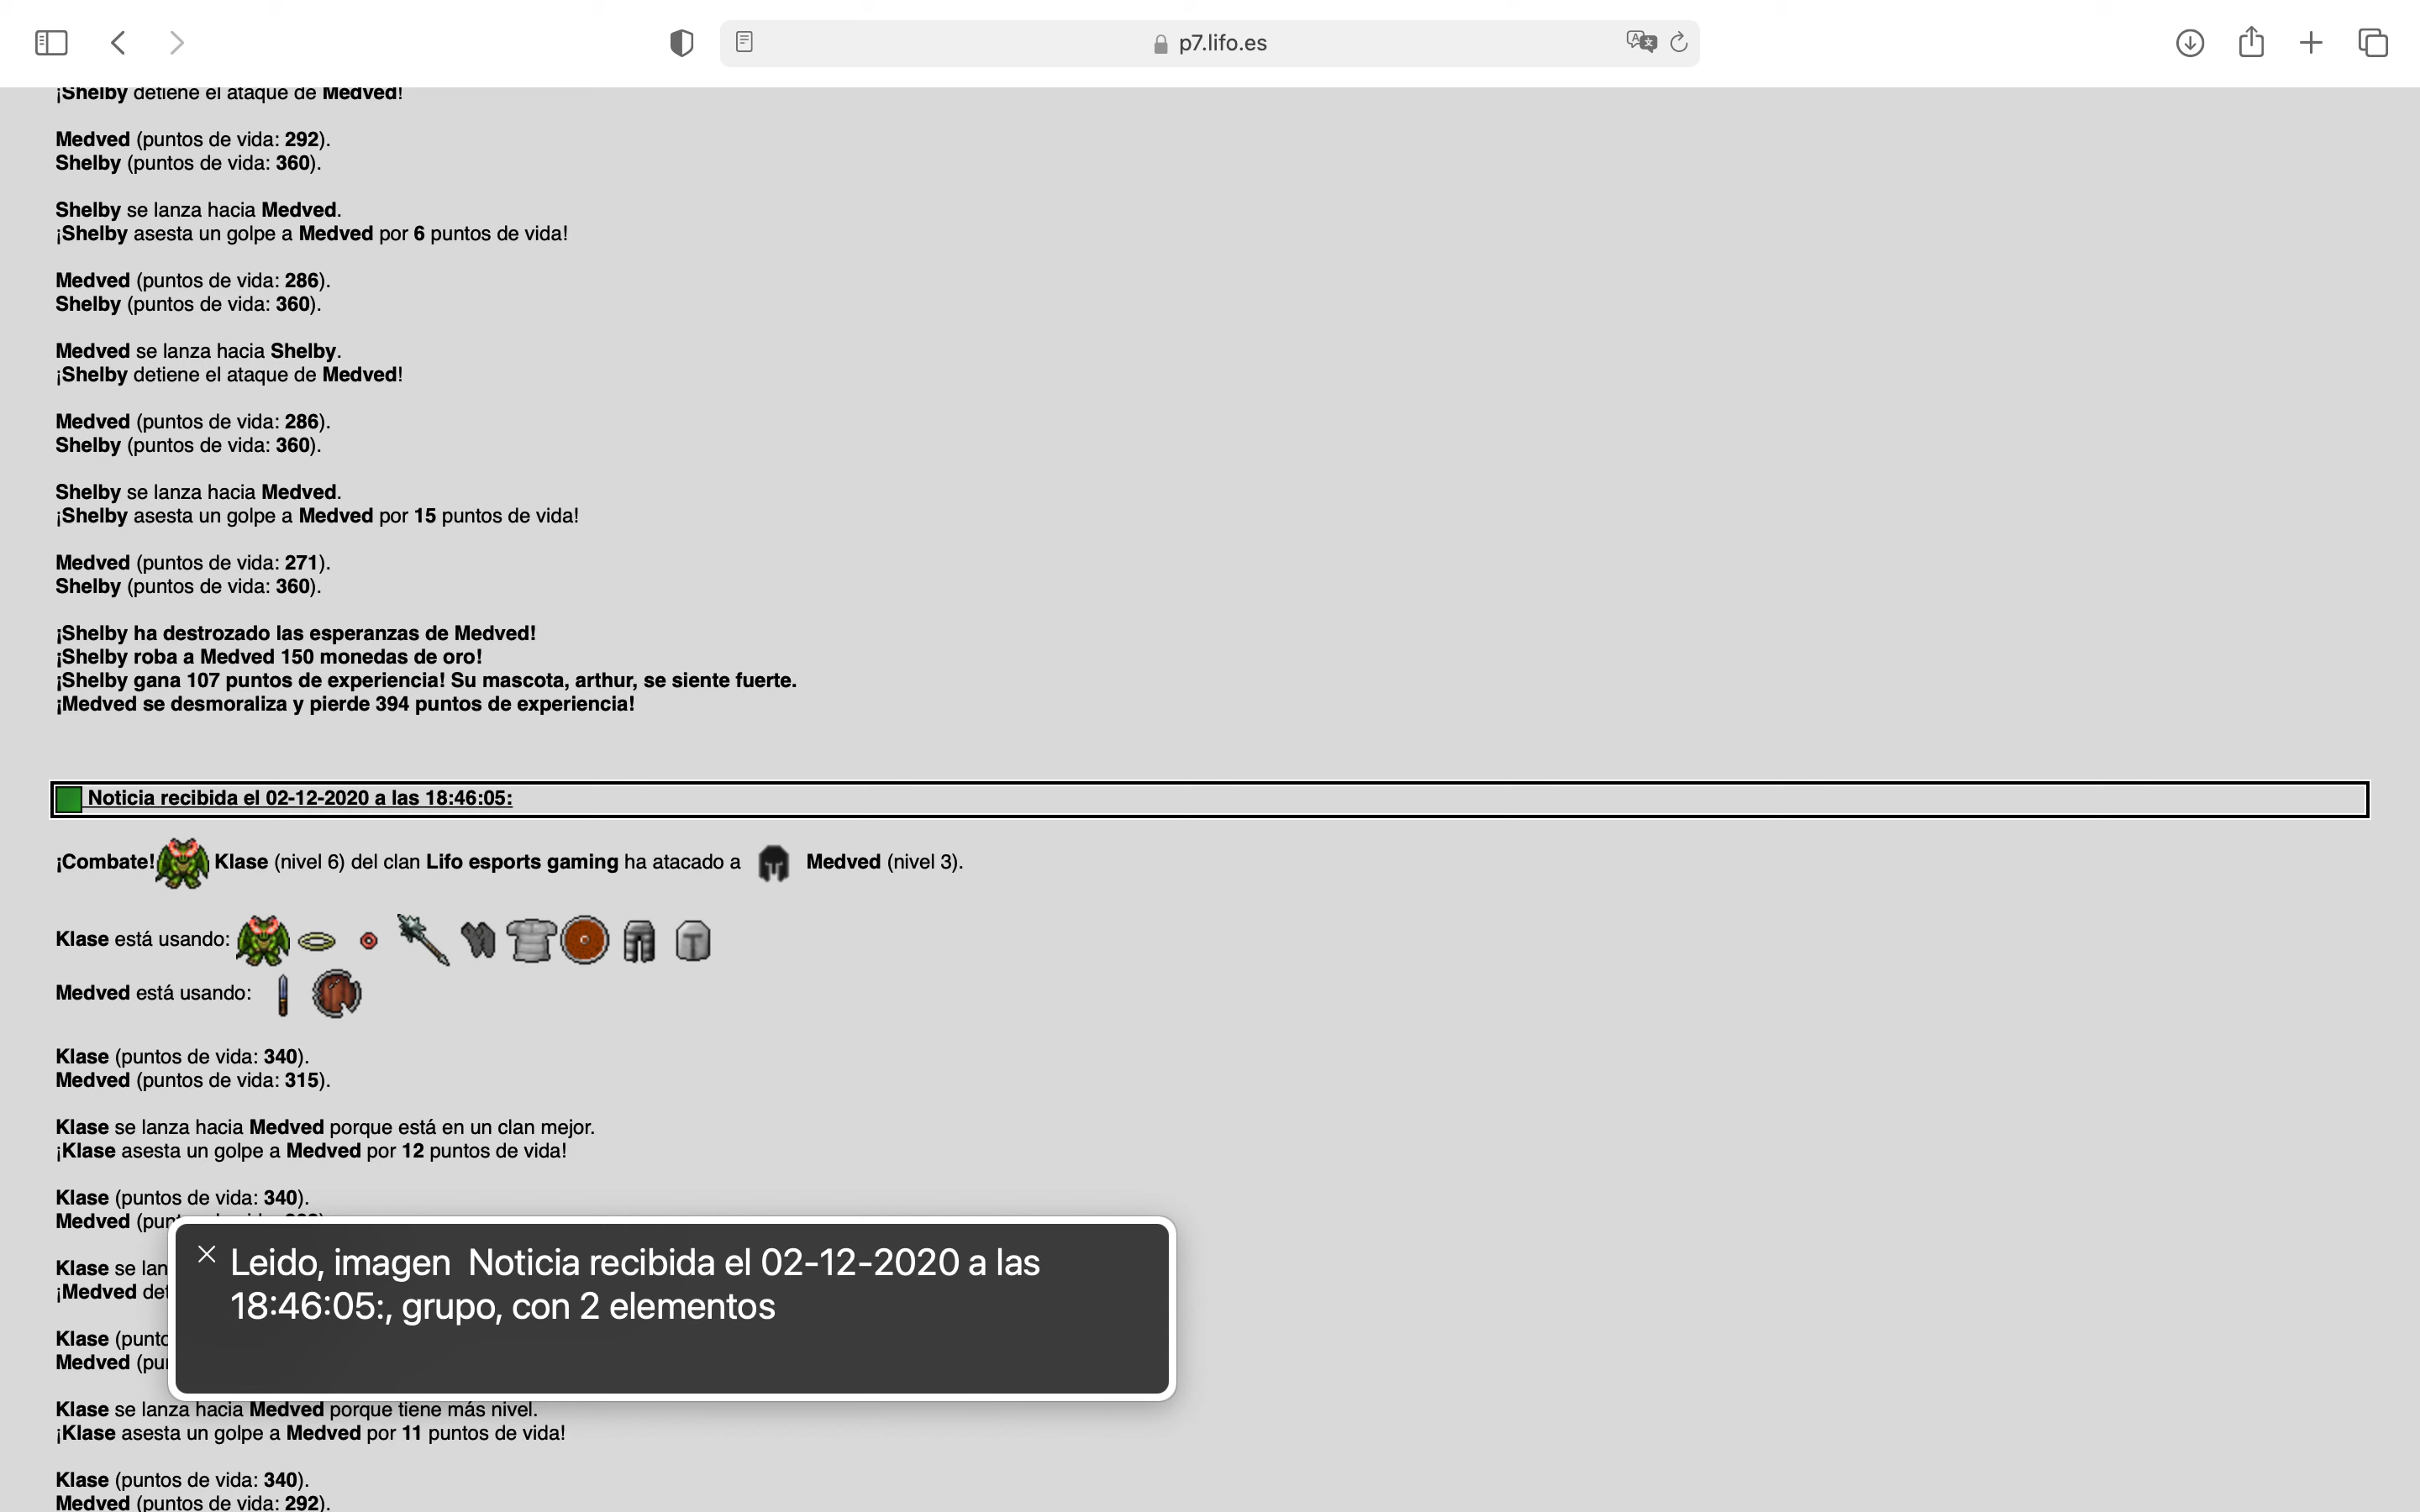 p7.lifo.es
¡Shelby detiene el ataque de Medved!
Medved (puntos de vida: 292).
Shelby (puntos de vida: 360).
Shelby se lanza hacia Medved.
¡Shelby asesta un golpe a Medved por 6 puntos de vida!
Medved (puntos de vida: 286).
Shelby (puntos de vida: 360).
Medved se lanza hacia Shelby.
¡Shelby detiene el ataque de Medved!
Medved (puntos de vida: 286).
Shelby (puntos de vida: 360).
Shelby se lanza hacia Medved.
¡Shelby asesta un golpe a Medved por 15 puntos de vida!
Medved (puntos de vida: 271).
Shelby (puntos de vida: 360).
¡Shelby ha destrozado las esperanzas de Medved!
¡Shelby roba a Medved 150 monedas de oro!
¡Shelby gana 107 puntos de experiencia! Su mascota, arthur, se siente fuerte.
¡Medved se desmoraliza y pierde 394 puntos de experiencia!
Noticia recibida el 02-12-2020 a las 18:46:05:
¡Combate! Klase (nivel 6) del clan Lifo esports gaming ha atacado a Medved (nivel 3).
Klase está usando:
Medved está usando:
Klase (puntos de vida: 340).
Medved (puntos de vida: 315).
Klase se lanza hacia Medved porque está en un clan mejor.
¡Klase asesta un golpe a Medved por 12 puntos de vida!
Klase (puntos de vida: 340).
Medved
Klase se
¡Medved
Klase
Medved
Leido, imagen Noticia recibida el 02-12-2020 a las
18:46:05:, grupo, con 2 elementos
Klase se lanza hacia Medved porque tiene más nivel.
¡Klase asesta un golpe a Medved por 11 puntos de vida!
Klase (puntos de vida: 340).
Medved (puntos de vida: 292).